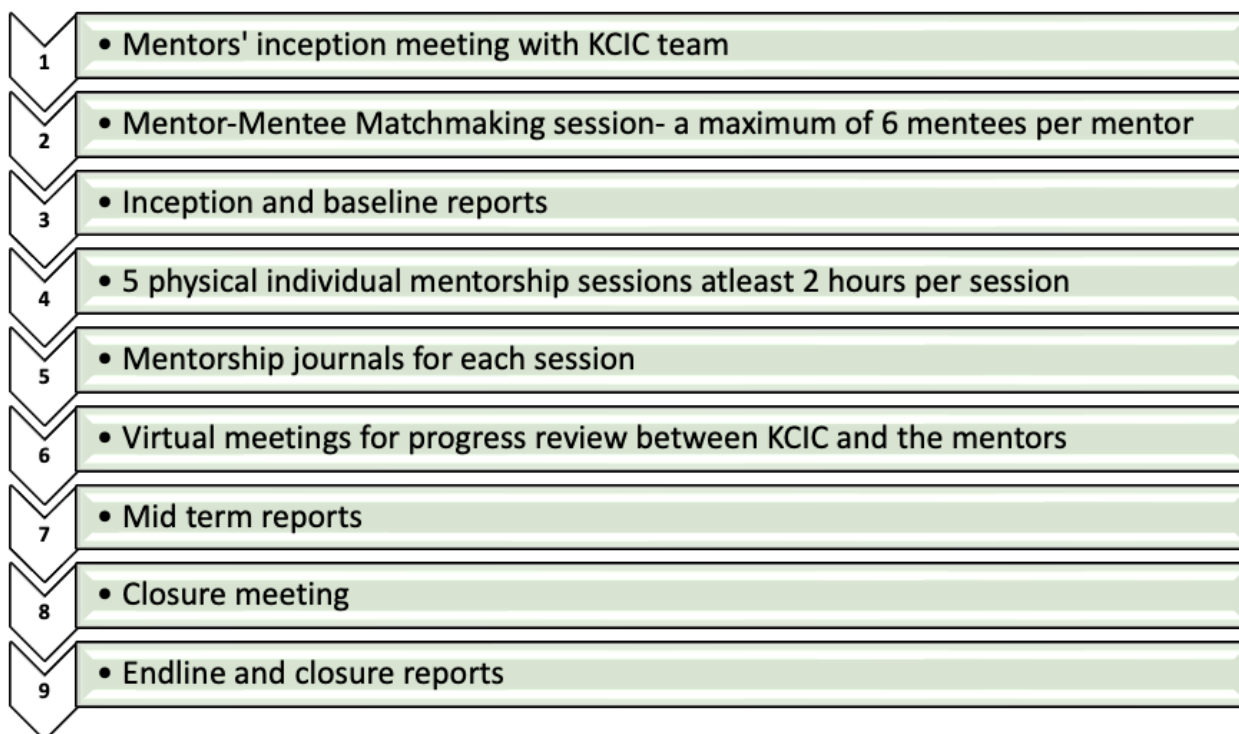 1
• Mentors' inception meeting with KCIC team
2
• Mentor-Mentee Matchmaking session- a maximum of 6 mentees per mentor
3
• Inception and baseline reports
4
• 5 physical individual mentorship sessions atleast 2 hours per session
5
• Mentorship journals for each session
6
• Virtual meetings for progress review between KCIC and the mentors
7
• Mid term reports
8
• Closure meeting
9
• Endline and closure reports